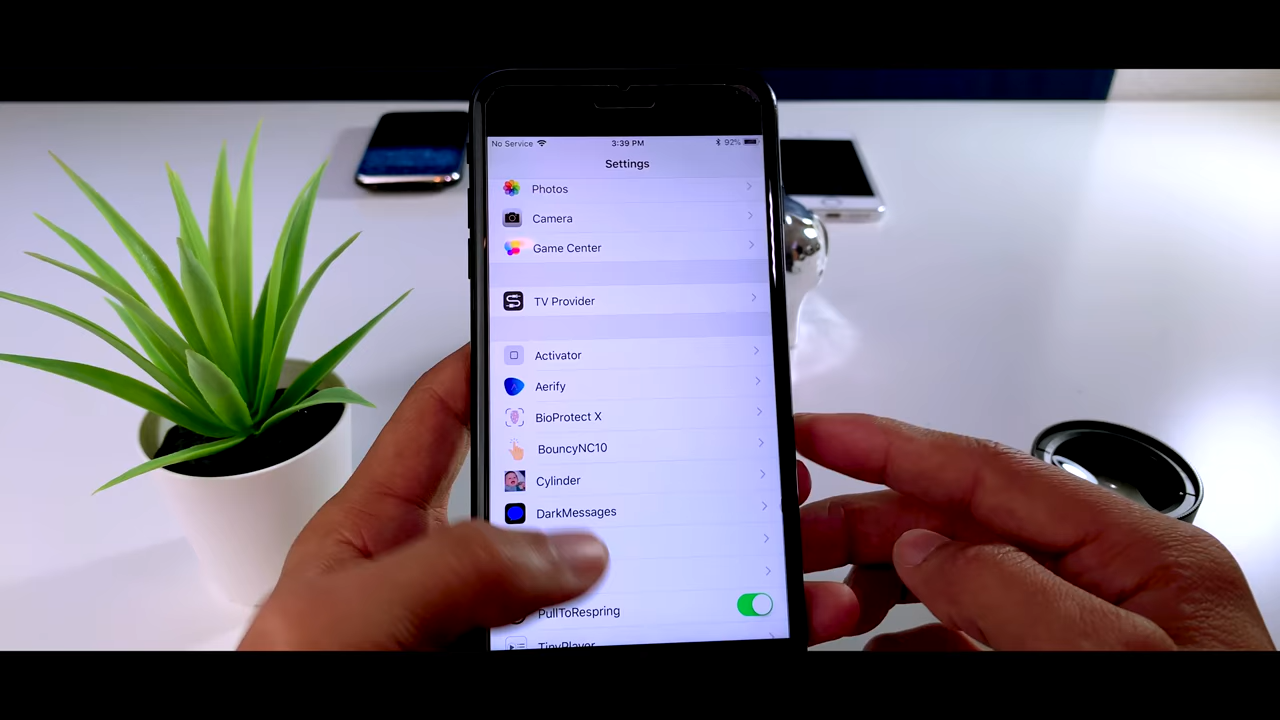 No Service 3:39 PM 92%
Settings
Photos
Camera
Game Center
TV Provider
Activator
Aerify
BioProtect X
BouncyNC10
Cylinder
DarkMessages
PullToRespring
TinyPlayer